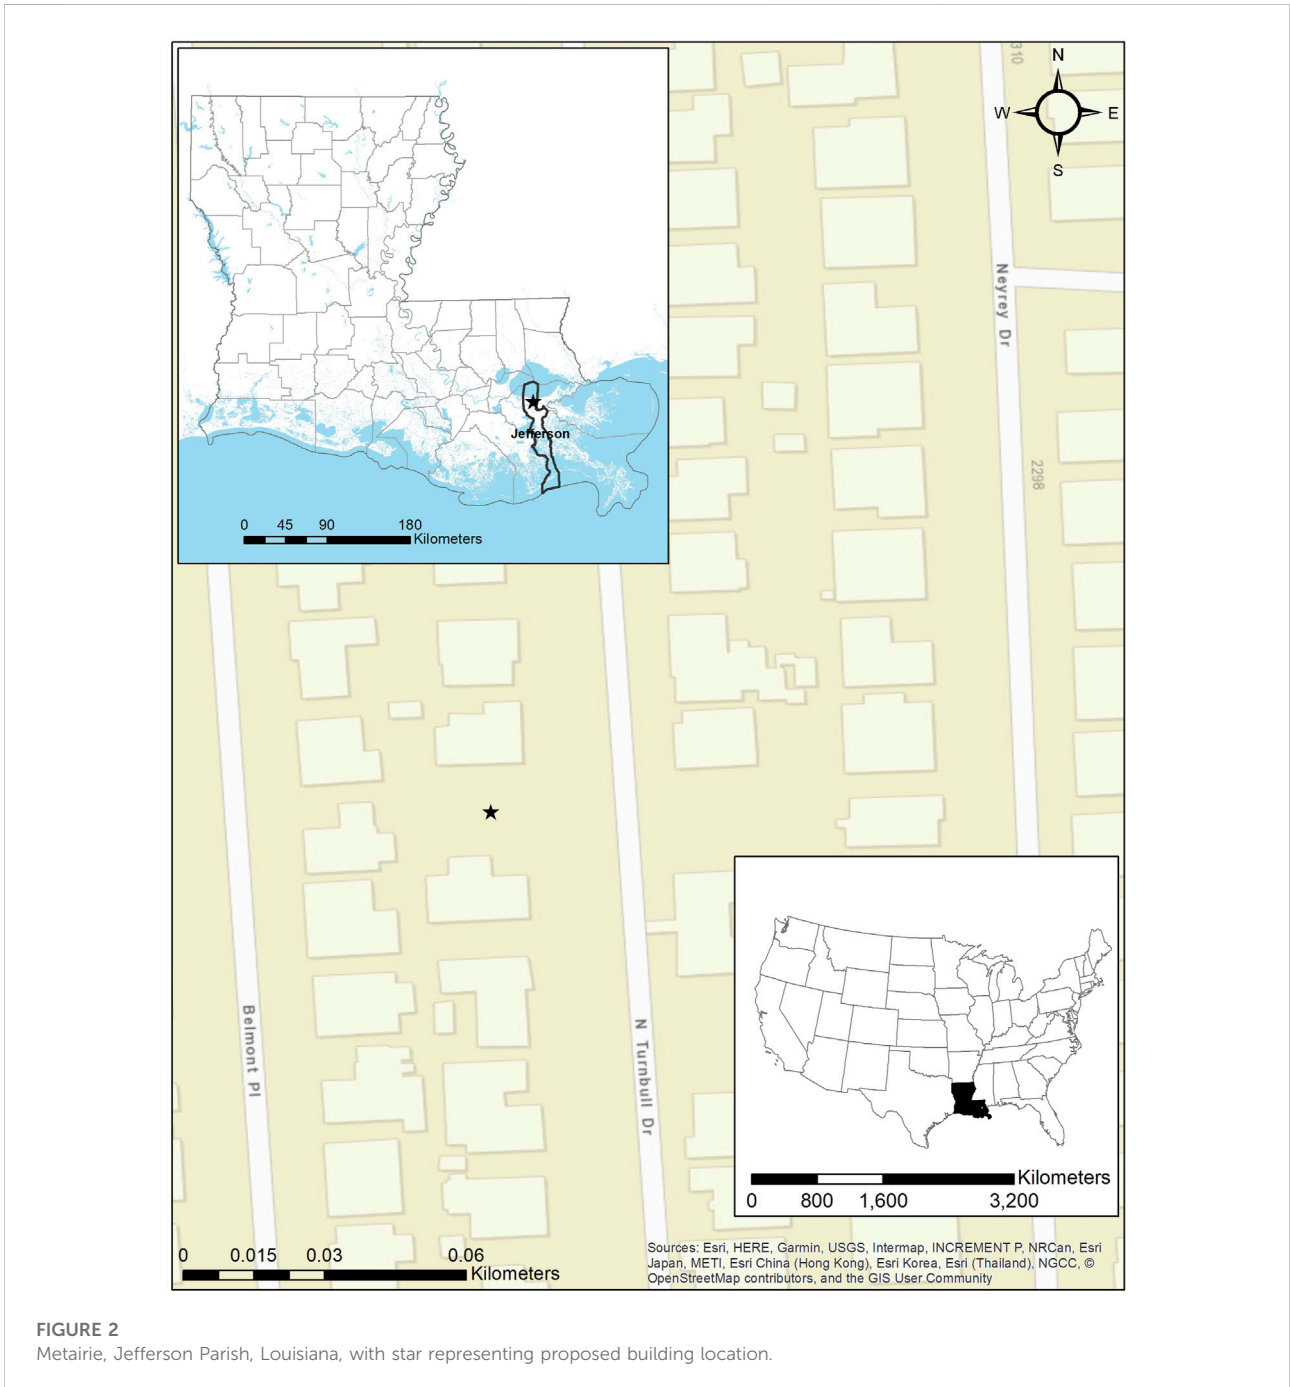 310
N
W E
S
Neyrey Dr
2298
Jefferson
0 45 90 180
Kilometers
Belmont Pl
N Turnbull Dr
Kilometers
0 800 1,600 3,200
0 0.015 0.03 0.06
Kilometers
Sources: Esri, HERE, Garmin, USGS, Intermap, INCREMENT P, NRCan, Esri
Japan, METI, Esri China (Hong Kong), Esri Korea, Esri (Thailand), NGCC, ©
OpenStreetMap contributors, and the GIS User Community
FIGURE 2
Metairie, Jefferson Parish, Louisiana, with star representing proposed building location.